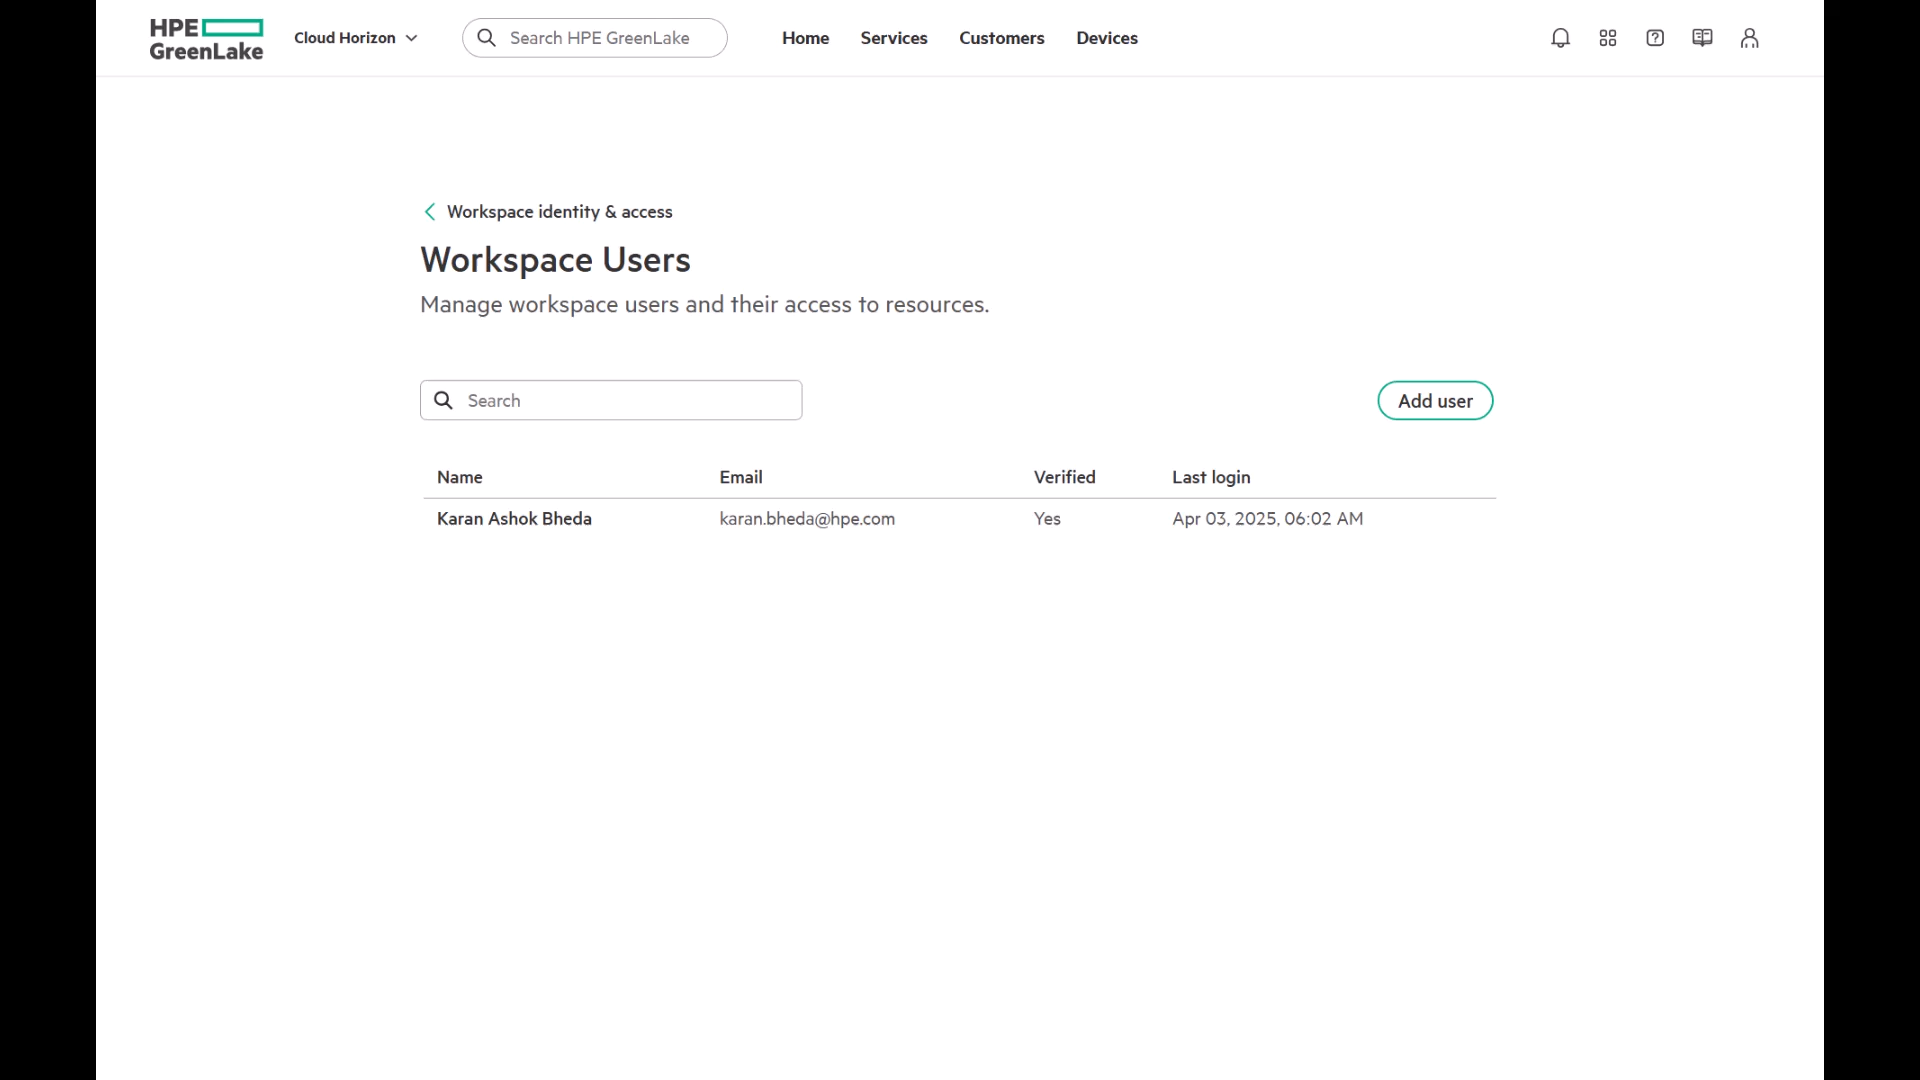 HPE
GreenLake
Cloud Horizon
Search HPE GreenLake
Home
Services
Customers
Devices
Workspace identity & access
Workspace Users
Manage workspace users and their access to resources.
Search
Add user
Name Email Verified Last login
Karan Ashok Bheda karan.bheda@hpe.com Yes Apr 03, 2025, 06:02 AM